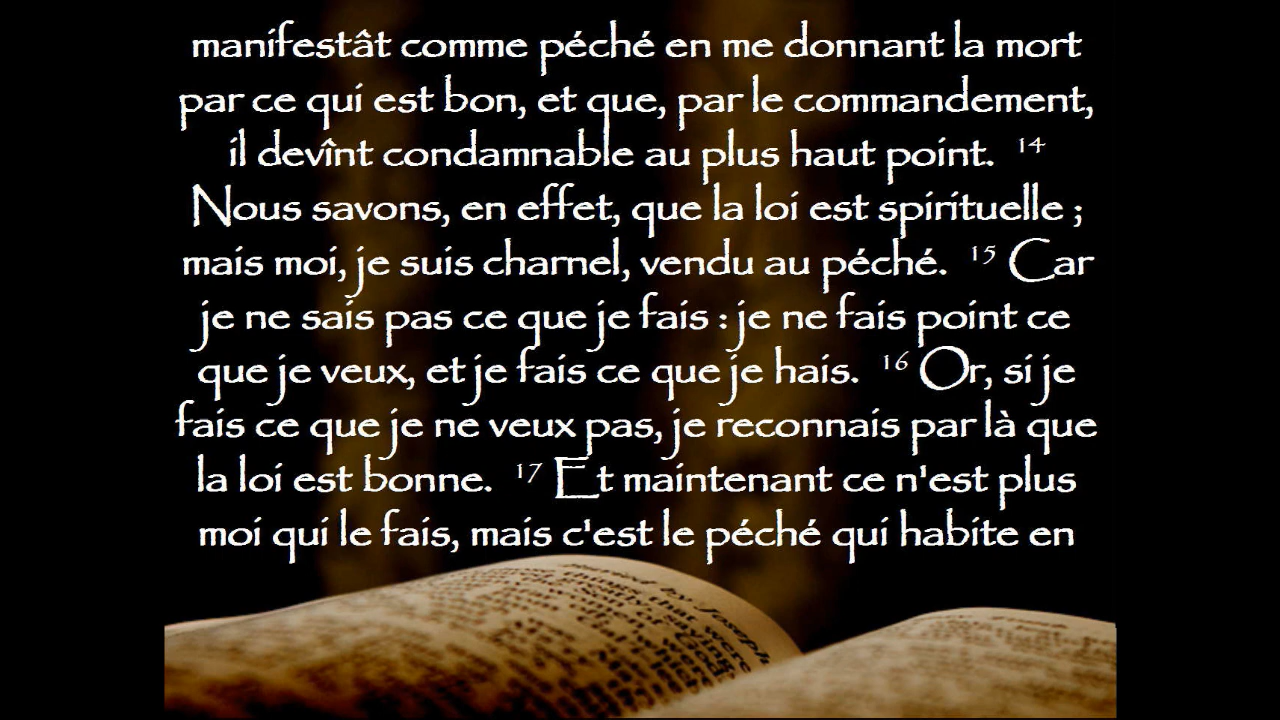 manifestât comme péché en me donnant la mort
par ce qui est bon, et que, par le commandement,
il devînt condamnable au plus haut point. 14
Nous savons, en effet, que la loi est spirituelle ;
mais moi, je suis charnel, vendu au péché. 15 Car
je ne sais pas ce que je fais : je ne fais point ce
que je veux, et je fais ce que je hais. 16 Or, si je
fais ce que je ne veux pas, je reconnais par là que
la loi est bonne. 17 Et maintenant ce n'est plus
moi qui le fais, mais c'est le péché qui habite en
by Joseph
things that were